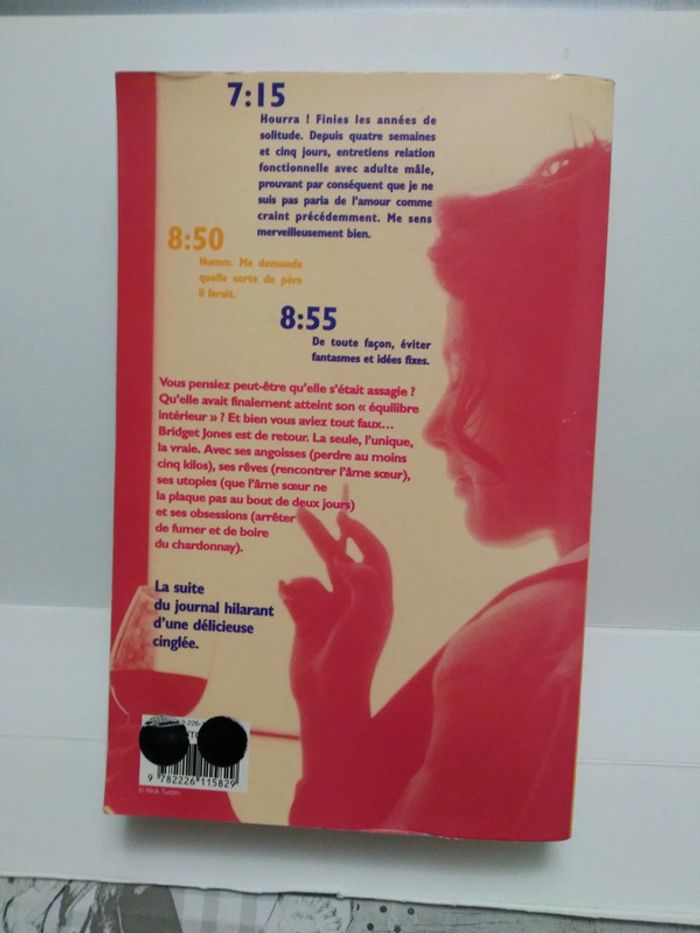 7:15
Hourra ! Finies les années de
solitude. Depuis quatre semaines
et cinq jours, entretiens relation
fonctionnelle avec adulte mâle,
prouvant par conséquent que je ne
suis pas paria de l'amour comme
craint précédemment. Me sens
merveilleusement bien.
8:50
Humm. Me demande
quelle sorte de père
il ferait.
8:55
De toute façon, éviter
fantasmes et idées fixes.
Vous pensiez peut-être qu'elle s'était assagie ?
Qu'elle avait finalement atteint son « équilibre
intérieur » ? Et bien vous aviez tout faux...
Bridget Jones est de retour. La seule, l'unique,
la vraie. Avec ses angoisses (perdre au moins
cinq kilos), ses rêves (rencontrer l'âme sœur),
ses utopies (que l'âme sœur ne
la plaque pas au bout de deux jours)
et ses obsessions (arrêter
de fumer et de boire
du chardonnay).
La suite
du journal hilarant
d'une délicieuse
cinglée.
9 782226 115829
© Nick Turpin